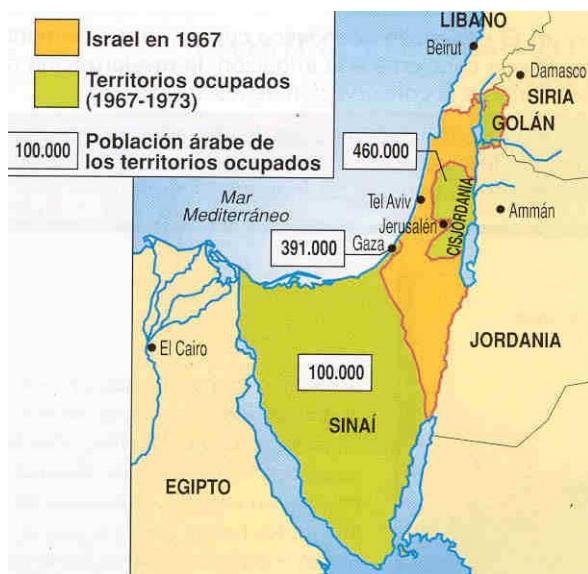 Israel en 1967
Territorios ocupados
(1967-1973)
100.000
Población árabe de
los territorios ocupados
LIBANO
Beirut
Damasco
SIRIA
GOLÁN
460.000
Mar
Mediterráneo
Tel Aviv
Jerusalén
CISJORDANIA
Ammán
Gaza
391.000
JORDANIA
El Cairo
100.000
SINAÍ
EGIPTO